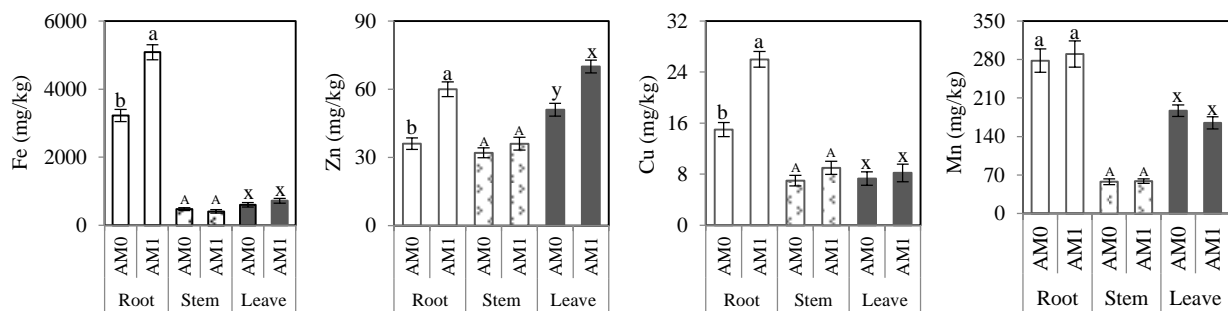 Fe (mg/kg)
6000
4000
2000
0
b
a
A
A
x
x
AM0
AM1
AM0
AM1
AM0
AM1
Root
Stem
Leave
Zn (mg/kg)
90
60
30
0
b
a
A
A
y
x
AM0
AM1
AM0
AM1
AM0
AM1
Root
Stem
Leave
Cu (mg/kg)
32
24
16
8
0
b
a
A
A
x
x
AM0
AM1
AM0
AM1
AM0
AM1
Root
Stem
Leave
Mn (mg/kg)
350
280
210
140
70
0
a
a
A
A
x
x
AM0
AM1
AM0
AM1
AM0
AM1
Root
Stem
Leave